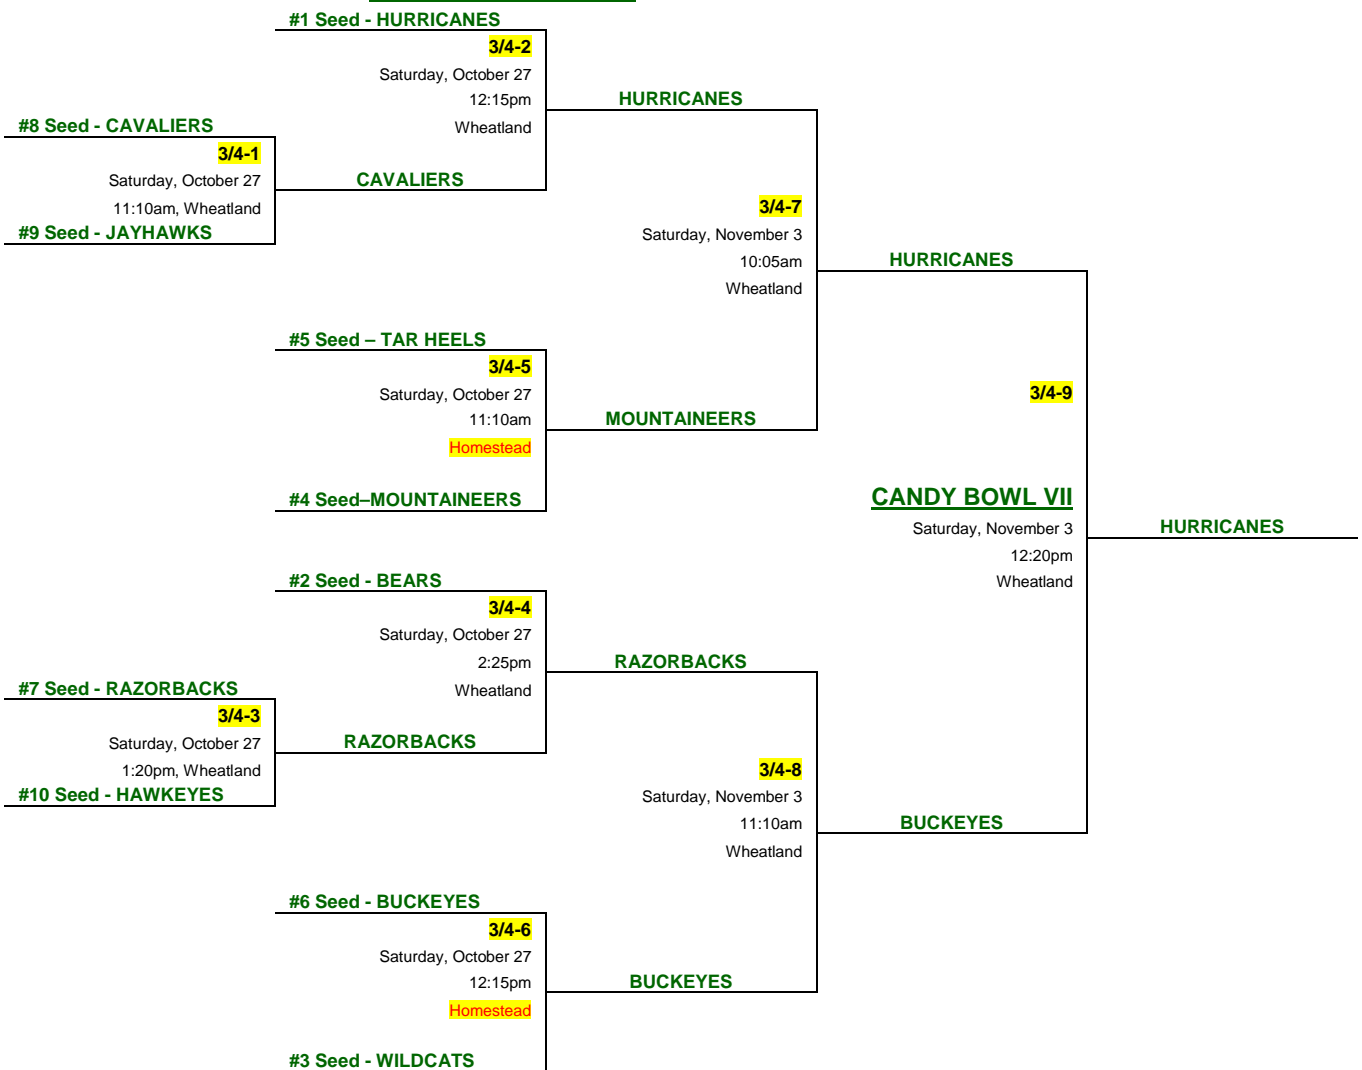 #1 Seed - HURRICANES
3/4-2
Saturday, October 27
12:15pm
Wheatland
HURRICANES
#8 Seed - CAVALIERS
3/4-1
Saturday, October 27
11:10am, Wheatland
CAVALIERS
#9 Seed - JAYHAWKS
3/4-7
Saturday, November 3
10:05am
Wheatland
HURRICANES
#5 Seed – TAR HEELS
3/4-5
Saturday, October 27
11:10am
Homestead
MOUNTAINEERS
#4 Seed–MOUNTAINEERS
3/4-9
CANDY BOWL VII
Saturday, November 3
12:20pm
Wheatland
HURRICANES
#2 Seed - BEARS
3/4-4
Saturday, October 27
2:25pm
Wheatland
RAZORBACKS
#7 Seed - RAZORBACKS
3/4-3
Saturday, October 27
1:20pm, Wheatland
RAZORBACKS
#10 Seed - HAWKEYES
3/4-8
Saturday, November 3
11:10am
Wheatland
BUCKEYES
#6 Seed - BUCKEYES
3/4-6
Saturday, October 27
12:15pm
Homestead
BUCKEYES
#3 Seed - WILDCATS